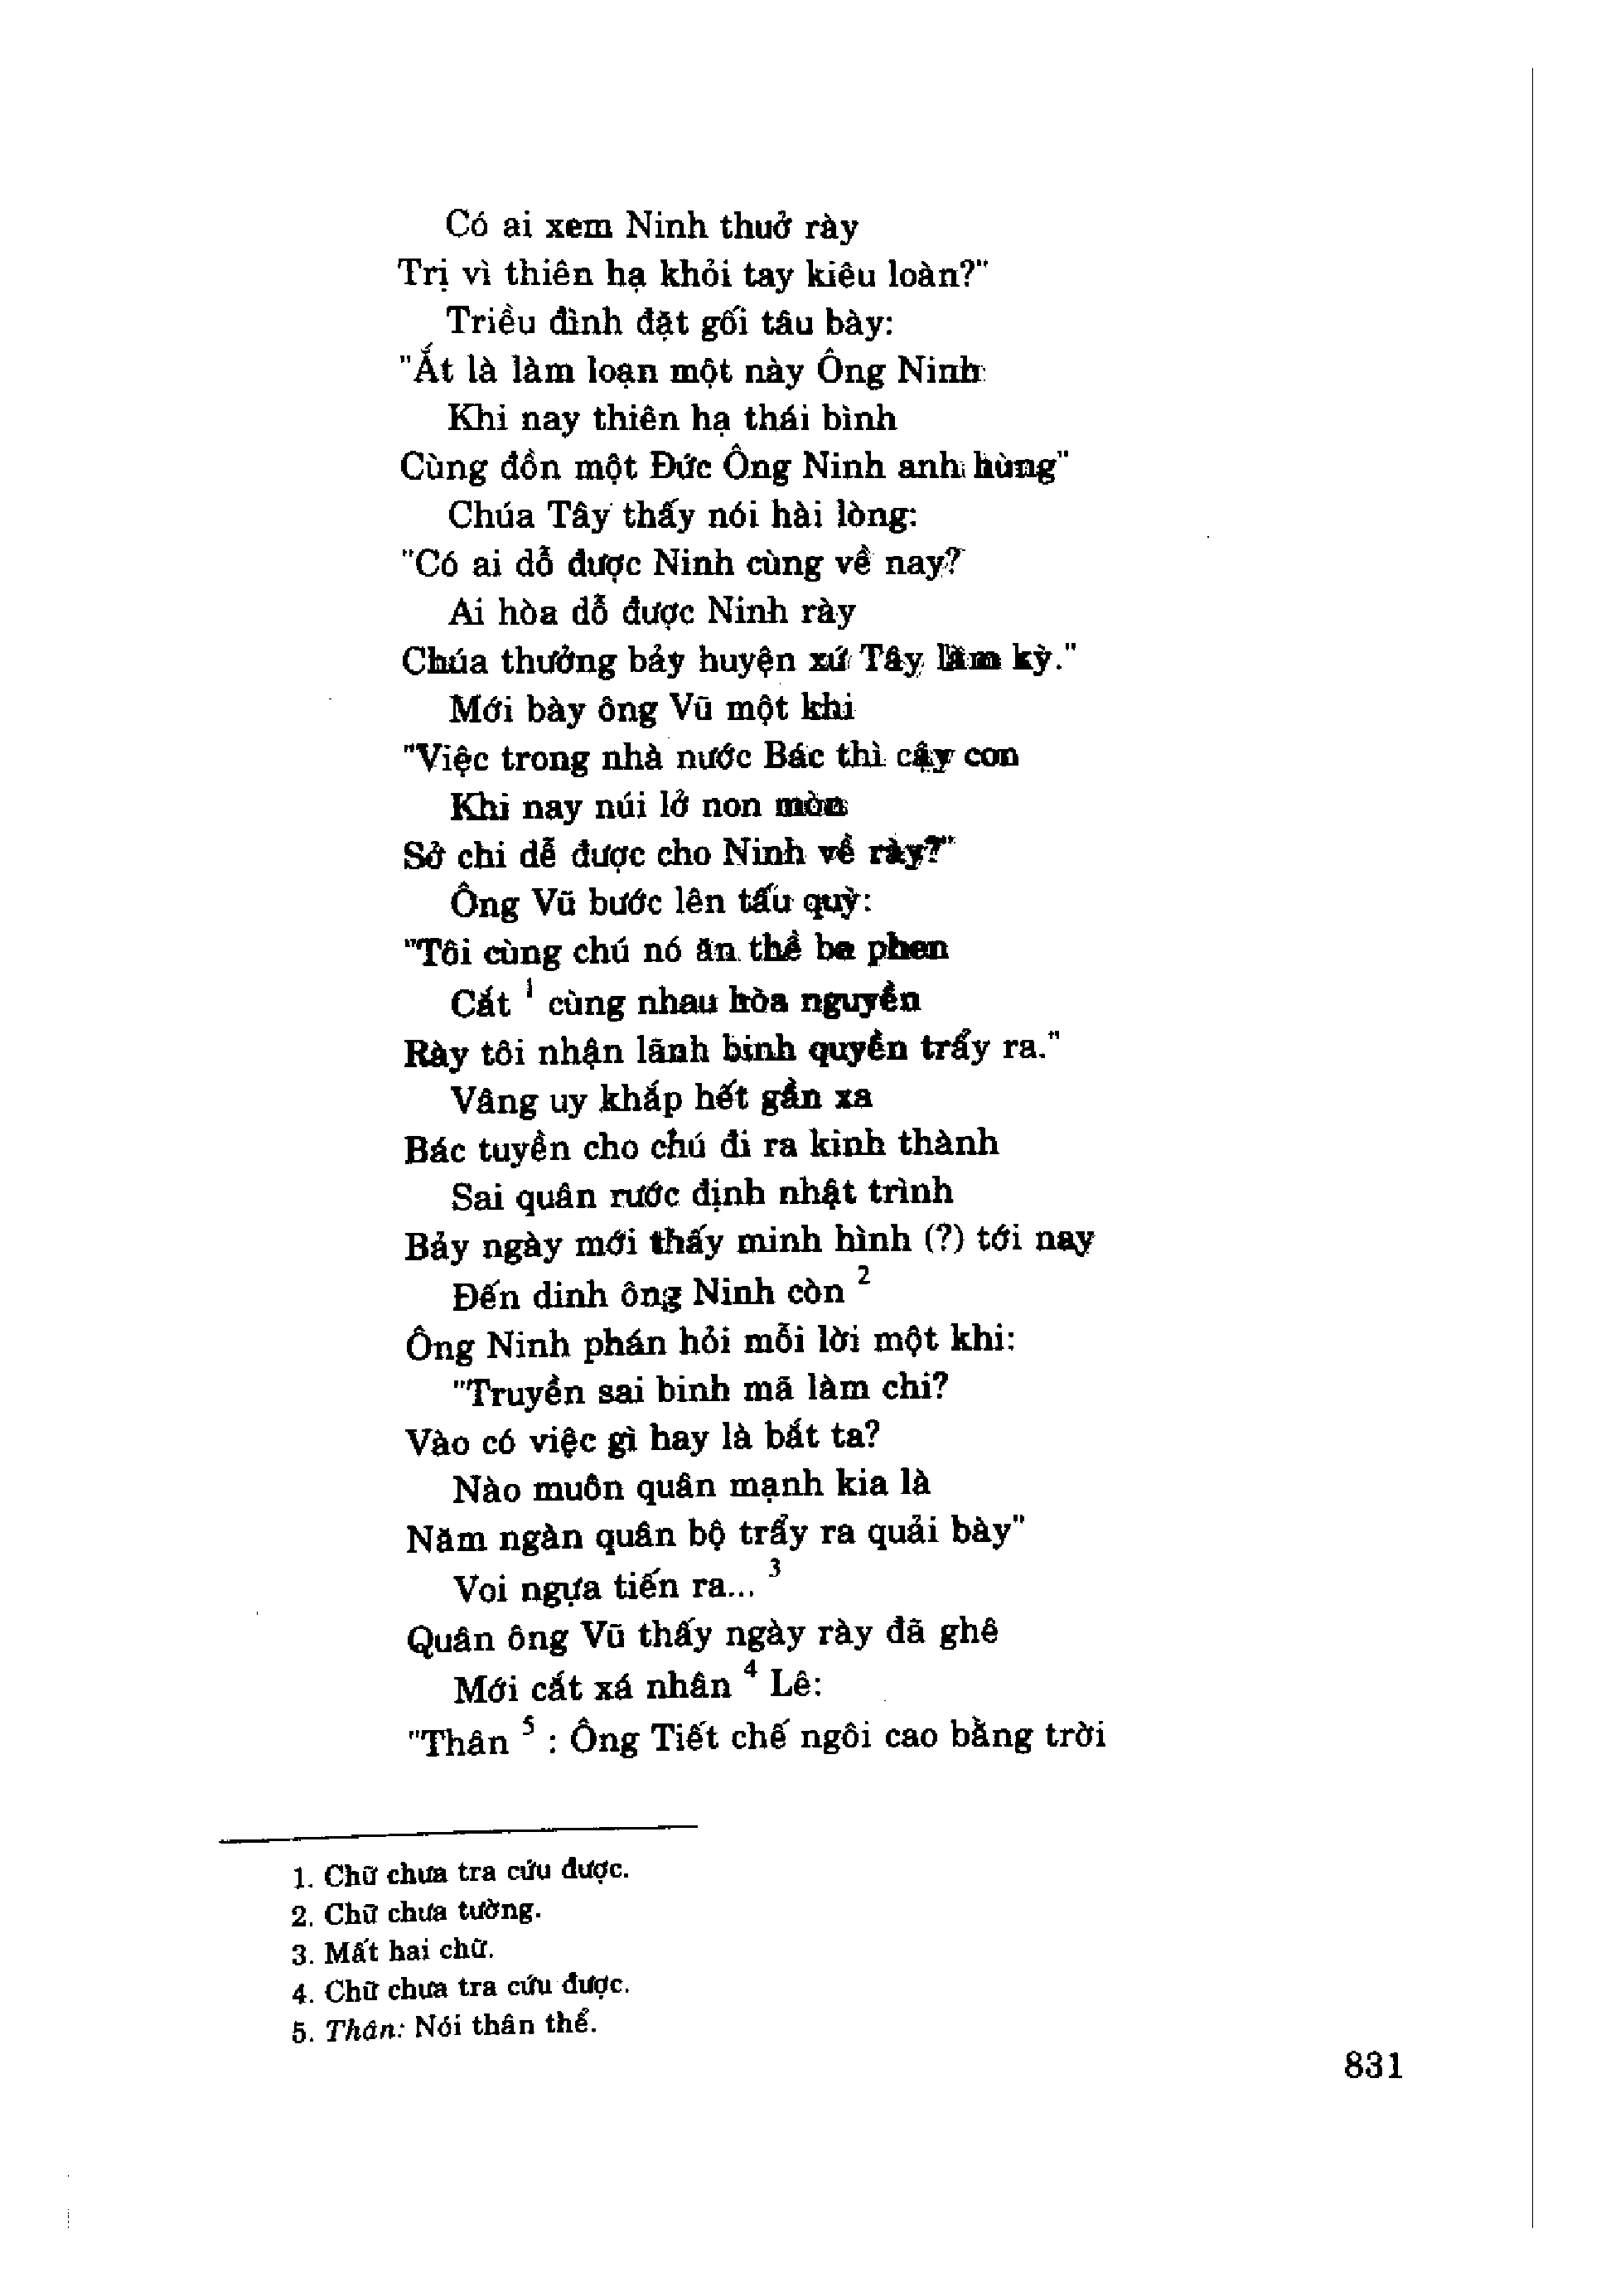 Có ai xem Ninh thuở rày
Trị vì thiên hạ khỏi tay kiêu loàn?"
Triều đình đặt gối tâu bày:
"Ắt là làm loạn một này Ông Ninh
Khi nay thiên hạ thái bình
Cùng đồn một Đức Ông Ninh anh hùng"
Chúa Tây thấy nói hài lòng:
"Có ai dỗ được Ninh cùng về nay?
Ai hòa dỗ được Ninh rày
Chúa thưởng bảy huyện xứ Tây làm kỳ."
Mới bày ông Vũ một khi
"Việc trong nhà nước Bác thì cậy con
Khi nay núi lở non mòn
Sở chi dễ được cho Ninh về rày?"
Ông Vũ bước lên tấu quỳ:
"Tôi cùng chú nó ăn thề ba phen
Cắt 1 cùng nhau hòa nguyền
Rày tôi nhận lãnh binh quyền trẩy ra."
Vâng uy khắp hết gần xa
Bác tuyền cho chú đi ra kinh thành
Sai quân rước định nhật trình
Bảy ngày mới thấy minh hình (?) tới nay
Đến dinh ông Ninh còn 2
Ông Ninh phán hỏi mỗi lời một khi:
"Truyền sai binh mã làm chi?
Vào có việc gì hay là bắt ta?
Nào muôn quân mạnh kia là
Năm ngàn quân bộ trẩy ra quải bày"
Voi ngựa tiến ra... 3
Quân ông Vũ thấy ngày rày đã ghê
Mới cắt xá nhân 4 Lê:
"Thân 5 : Ông Tiết chế ngôi cao bằng trời
1. Chữ chưa tra cứu được.
2. Chữ chưa tường.
3. Mất hai chữ.
4. Chữ chưa tra cứu được.
5. Thân: Nói thân thể.
831